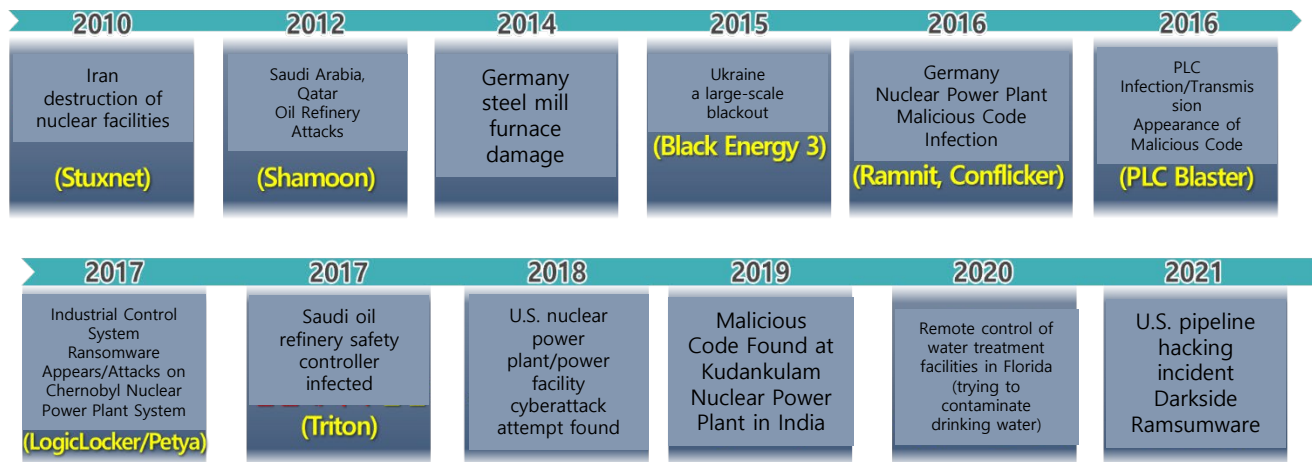 2010
Iran
destruction of
nuclear facilities
(Stuxnet)
2012
Saudi Arabia,
Qatar
Oil Refinery
Attacks
(Shamoon)
2014
Germany
steel mill
furnace
damage
2015
Ukraine
a large-scale
blackout
(Black Energy 3)
2016
Germany
Nuclear Power Plant
Malicious Code
Infection
(Ramnit, Conflicker)
2016
PLC
Infection/Transmis
sion
Appearance of
Malicious Code
(PLC Blaster)
2017
Industrial Control
System
Ransomware
Appears/Attacks on
Chernobyl Nuclear
Power Plant System
(LogicLocker/Petya)
2017
Saudi oil
refinery safety
controller
infected
(Triton)
2018
U.S. nuclear
power
plant/power
facility
cyberattack
attempt found
2019
Malicious
Code Found at
Kudankulam
Nuclear Power
Plant in India
2020
Remote control of
water treatment
facilities in Florida
(trying to
contaminate
drinking water)
2021
U.S. pipeline
hacking
incident
Darkside
Ramsumware